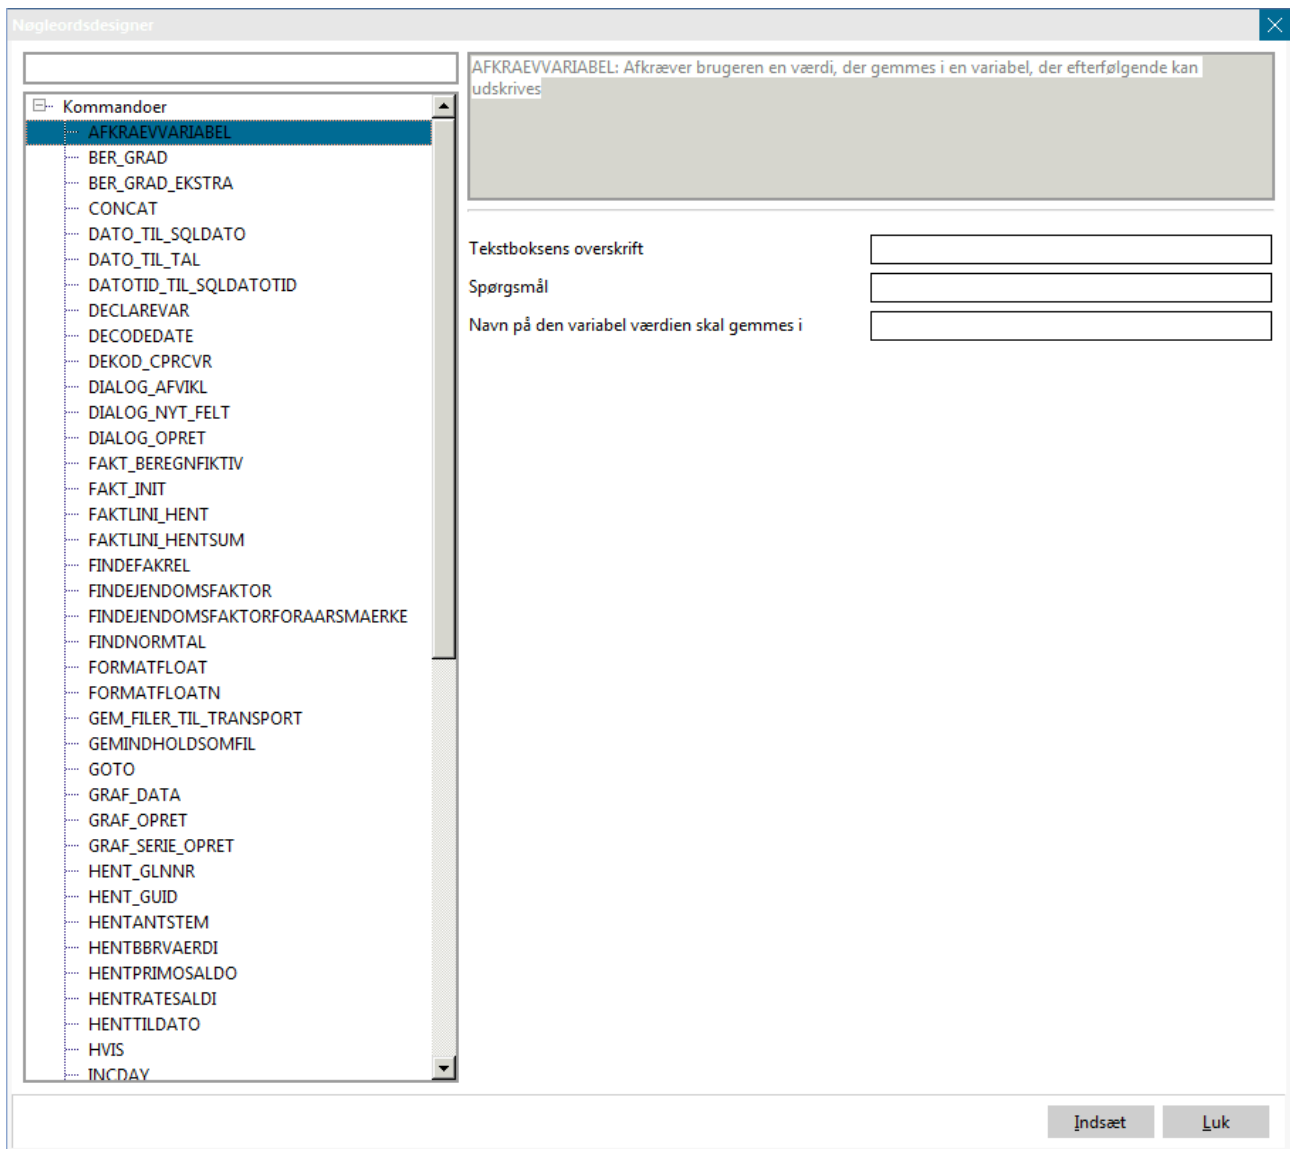 Nøgleordsdesigner
AFKRAEVVARIABEL: Afkræver brugeren en værdi, der gemmes i en variabel, der efterfølgende kan
udskrives
Kommandoer
AFKRAEVVARIABEL
BER_GRAD
BER_GRAD_EKSTRA
CONCAT
DATO_TIL_SQLDATO
DATO_TIL_TAL
DATOTID_TIL_SQLDATOTID
DECLAREVAR
DECODEDATE
DEKOD_CPRCVR
DIALOG_AFVIKL
DIALOG_NYT_FELT
DIALOG_OPRET
FAKT_BEREGNFIKTIV
FAKT_INIT
FAKTLINI_HENT
FAKTLINI_HENTSUM
FINDEFAKREL
FINDEJENDOMSFAKTOR
FINDEJENDOMSFAKTORFORAARSMAERKE
FINDNORMTAL
FORMATFLOAT
FORMATFLOATN
GEM_FILER_TIL_TRANSPORT
GEMINDHOLDSOMFIL
GOTO
GRAF_DATA
GRAF_OPRET
GRAF_SERIE_OPRET
HENT_GLNNR
HENT_GUID
HENTANTSTEM
HENTBBRVAERDI
HENTPRIMOSALDO
HENTRATESALDI
HENTTILDATO
HVIS
INCDAY
Tekstboksens overskrift
Spørgsmål
Navn på den variabel værdien skal gemmes i
Indsæt
Luk